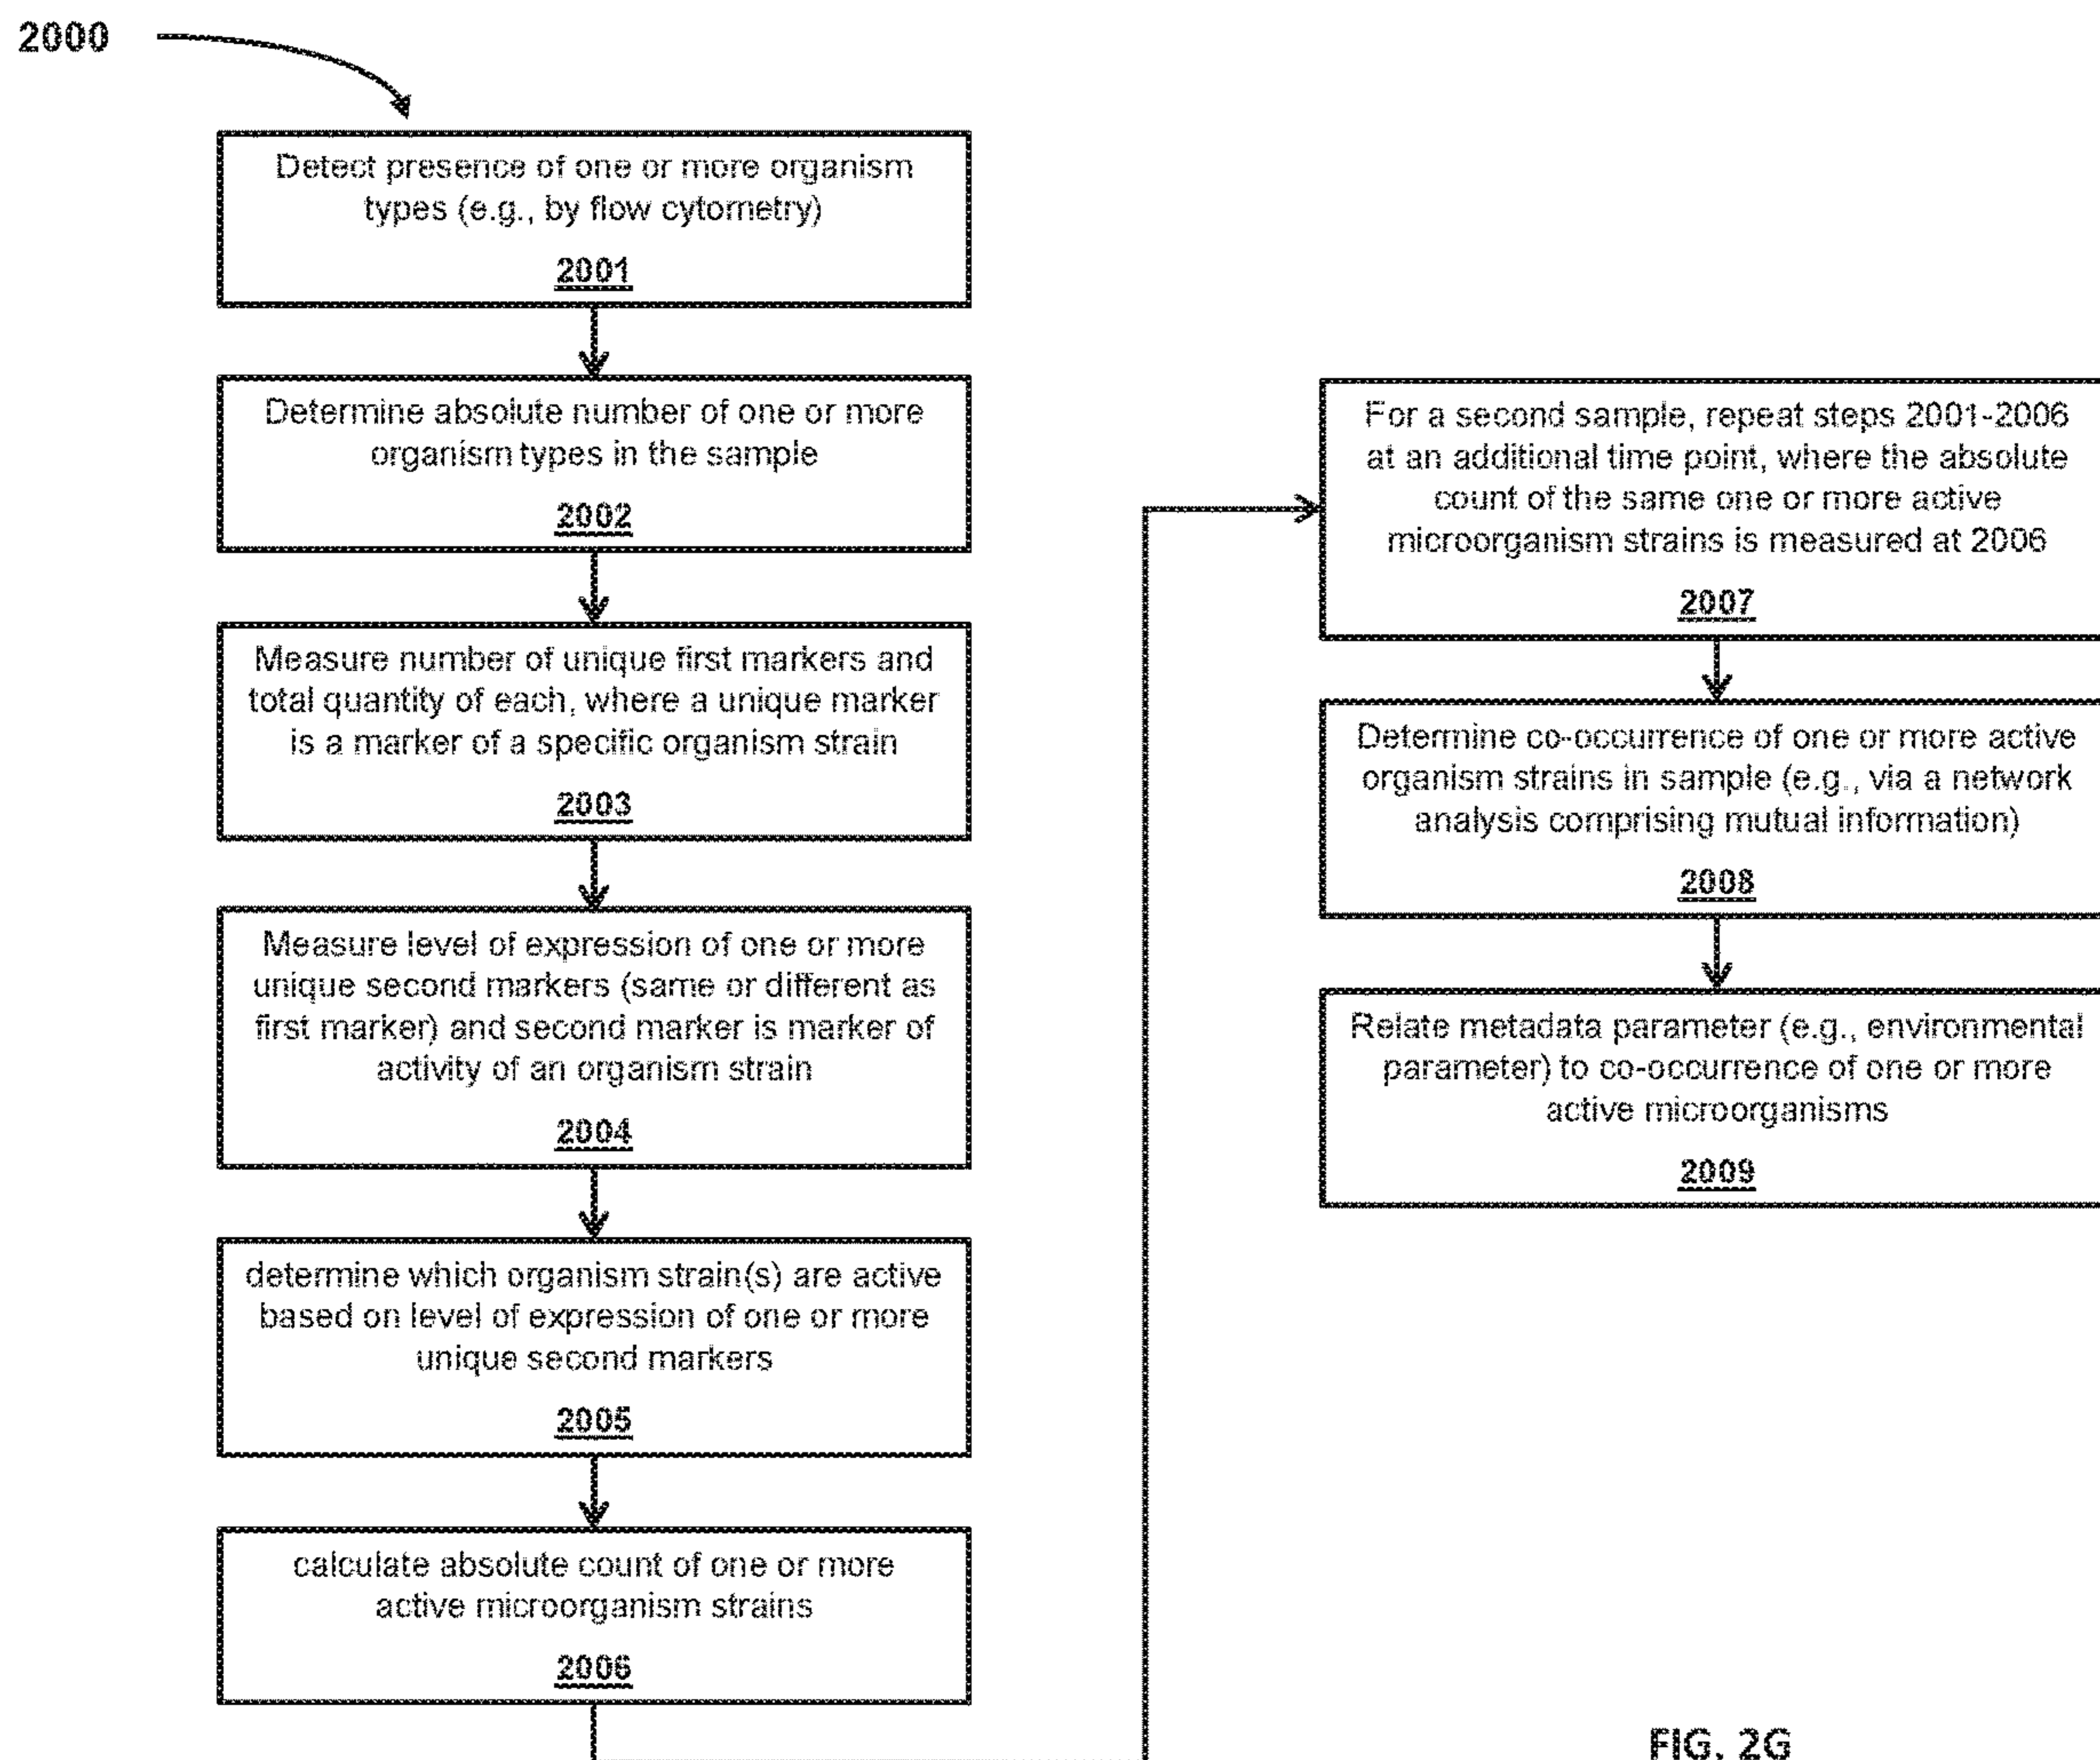 2000
Detect presence of one or more organism
types (e.g., by flow cytometry)
2001
Determine absolute number of one or more
organism types in the sample
2002
Measure number of unique first markers and
total quantity of each, where a unique marker
is a marker of a specific organism strain
2003
Measure level of expression of one or more
unique second markers (same or different as
first marker) and second marker is marker of
activity of an organism strain
2004
determine which organism strain(s) are active
based on level of expression of one or more
unique second markers
2005
calculate absolute count of one or more
active microorganism strains
2006
For a second sample, repeat steps 2001-2006
at an additional time point, where the absolute
count of the same one or more active
microorganism strains is measured at 2006
2007
Determine co-occurrence of one or more active
organism strains in sample (e.g., via a network
analysis comprising mutual information)
2008
Relate metadata parameter (e.g., environmental
parameter) to co-occurrence of one or more
active microorganisms
2009
FIG. 2G